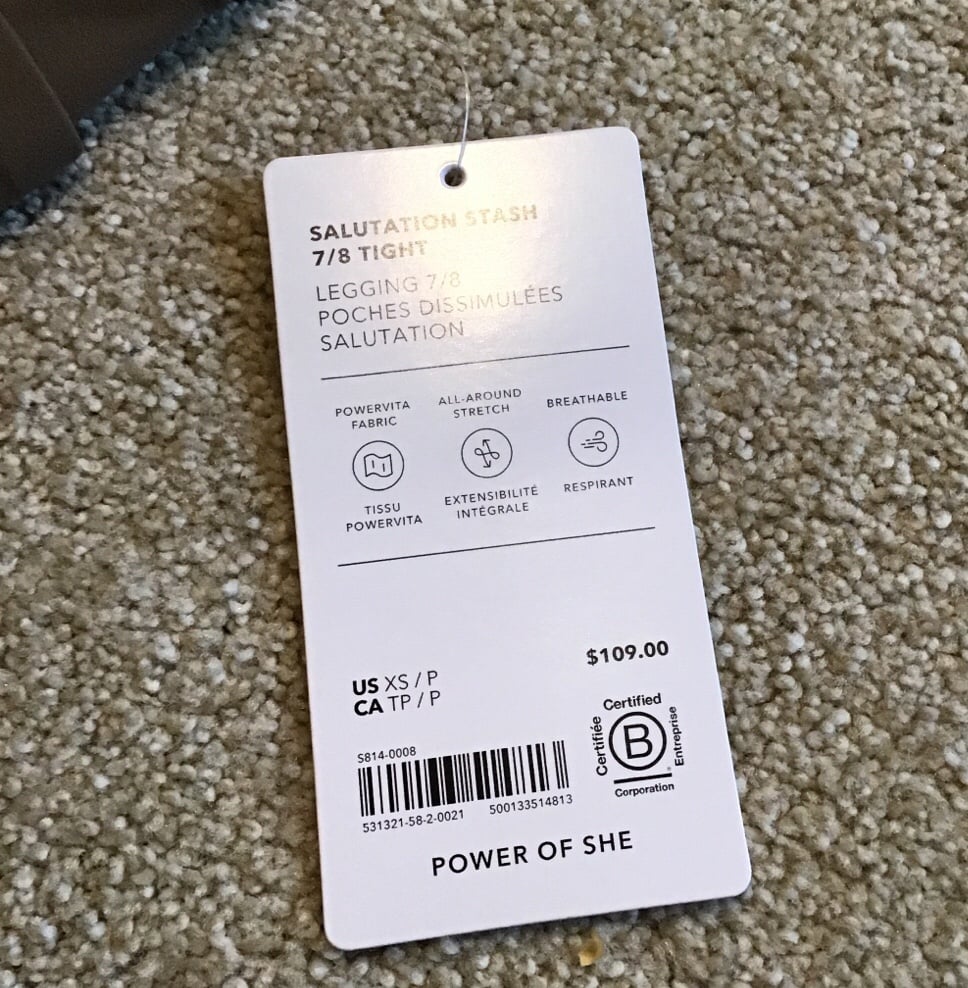 SALUTATION STASH
7/8 TIGHT
LEGGING 7/8
POCHES DISSIMULÉES
SALUTATION
POWERVITA
FABRIC
ALL-AROUND
STRETCH
BREATHABLE
TISSU
POWERVITA
EXTENSIBILITÉ
INTÉGRALE
RESPIRANT
$109.00
US XS / P
CA TP / P
S814-0008
531321-58-2-0021 500133514813
Certified
Certifiée
B
Entreprise
Corporation
POWER OF SHE